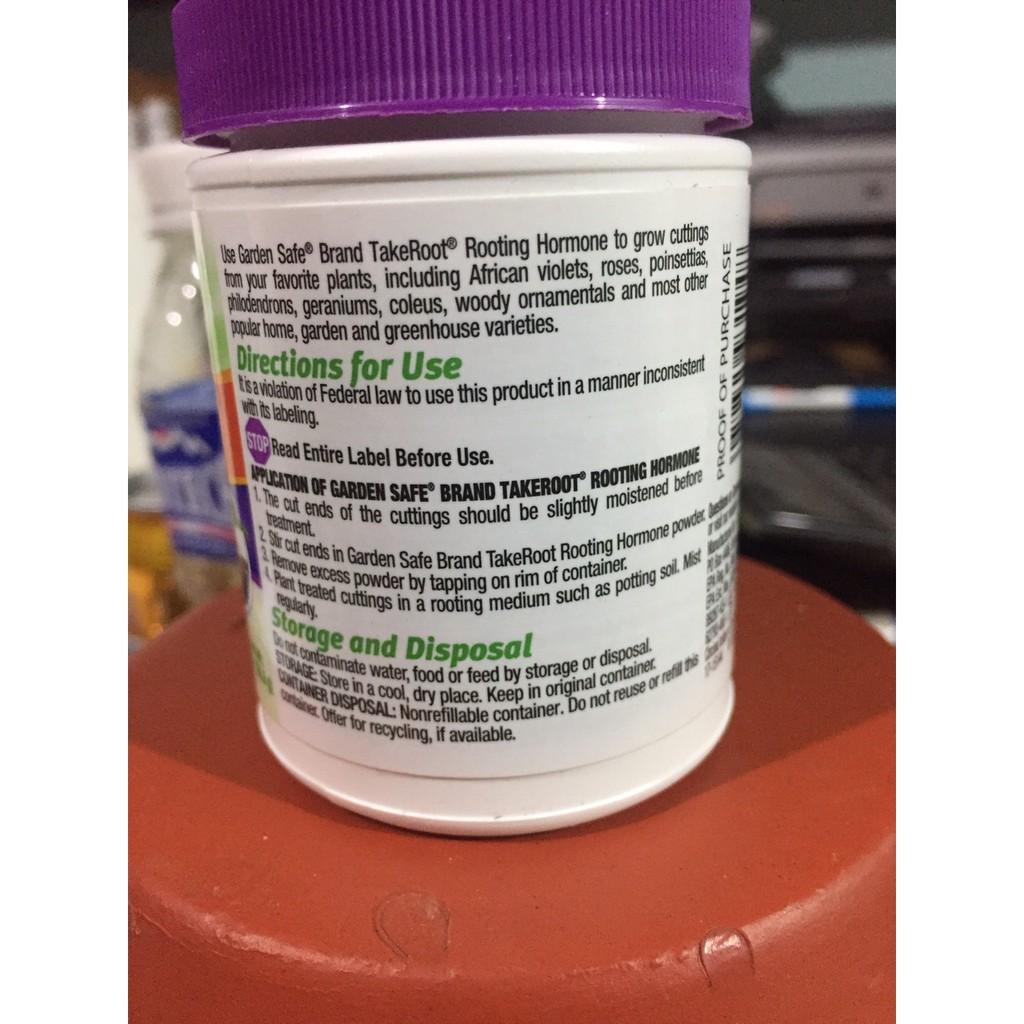 Use Garden Safe® Brand TakeRoot® Rooting Hormone to grow cuttings
from your favorite plants, including African violets, roses, poinsettias,
philodendrons, geraniums, coleus, woody ornamentals and most other
popular home, garden and greenhouse varieties.
Directions for Use
It is a violation of Federal law to use this product in a manner inconsistent
with its labeling.
STOP Read Entire Label Before Use.
APPLICATION OF GARDEN SAFE® BRAND TAKEROOT® ROOTING HORMONE
1. The cut ends of the cuttings should be slightly moistened before
treatment.
2. Stir cut ends in Garden Safe Brand TakeRoot Rooting Hormone powder.
3. Remove excess powder by tapping on rim of container.
4. Plant treated cuttings in a rooting medium such as potting soil. Mist
regularly.
Storage and Disposal
Do not contaminate water, food or feed by storage or disposal.
STORAGE: Store in a cool, dry place. Keep in original container.
CONTAINER DISPOSAL: Nonrefillable container. Do not reuse or refill this
container. Offer for recycling, if available.
PROOF OF PURCHASE